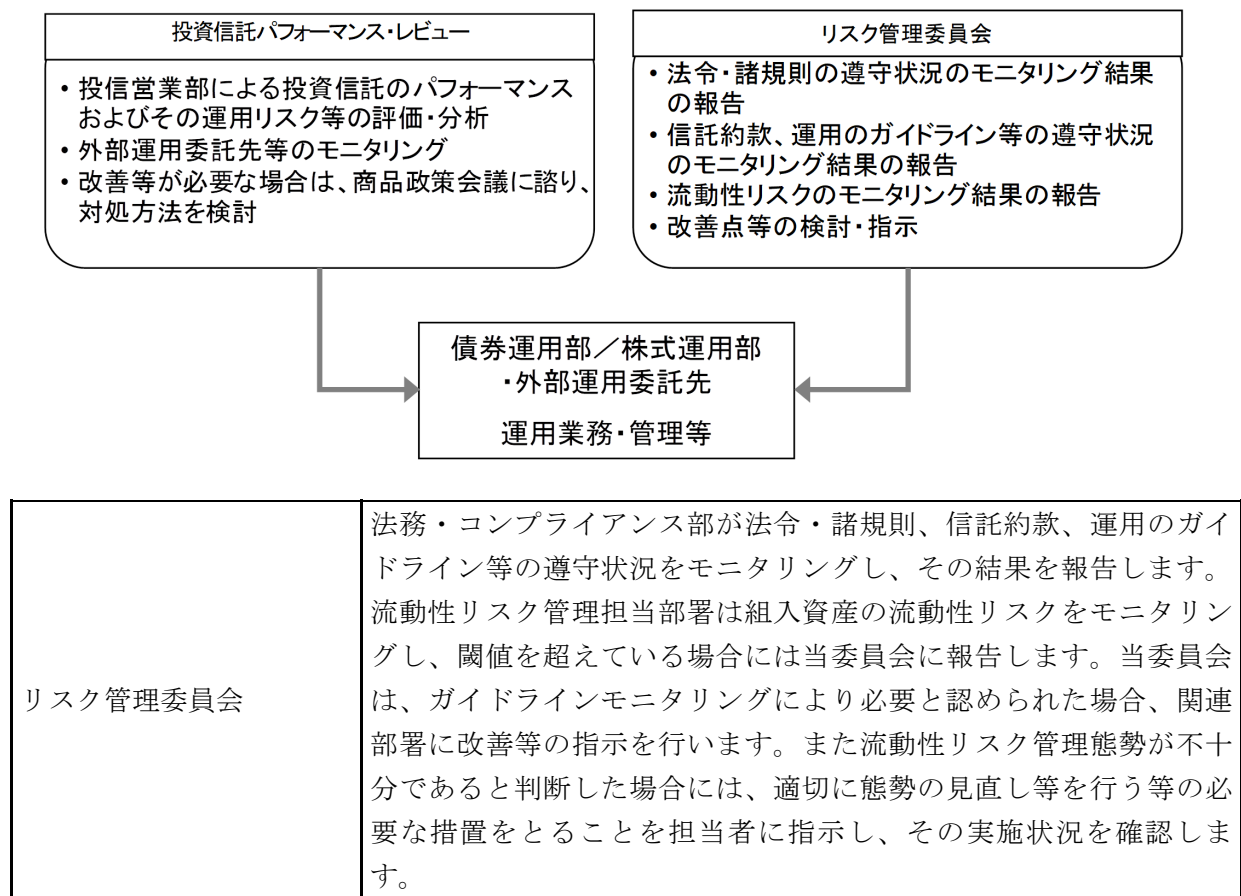 投資信託パフォーマンス・レビュー
・投信営業部による投資信託のパフォーマンス
およびその運用リスク等の評価・分析
・外部運用委託先等のモニタリング
・改善等が必要な場合は、商品政策会議に諮り、
対処方法を検討
リスク管理委員会
・法令・諸規則の遵守状況のモニタリング結果
の報告
・信託約款、運用のガイドライン等の遵守状況
のモニタリング結果の報告
・流動性リスクのモニタリング結果の報告
・改善点等の検討・指示
債券運用部／株式運用部
・外部運用委託先
運用業務・管理等
リスク管理委員会
法務・コンプライアンス部が法令・諸規則、信託約款、運用のガイ
ドライン等の遵守状況をモニタリングし、その結果を報告します。
流動性リスク管理担当部署は組入資産の流動性リスクをモニタリン
グし、閾値を超えている場合には当委員会に報告します。当委員会
は、ガイドラインモニタリングにより必要と認められた場合、関連
部署に改善等の指示を行います。また流動性リスク管理態勢が不十
分であると判断した場合には、適切に態勢の見直し等を行う等の必
要な措置をとることを担当者に指示し、その実施状況を確認しま
す。